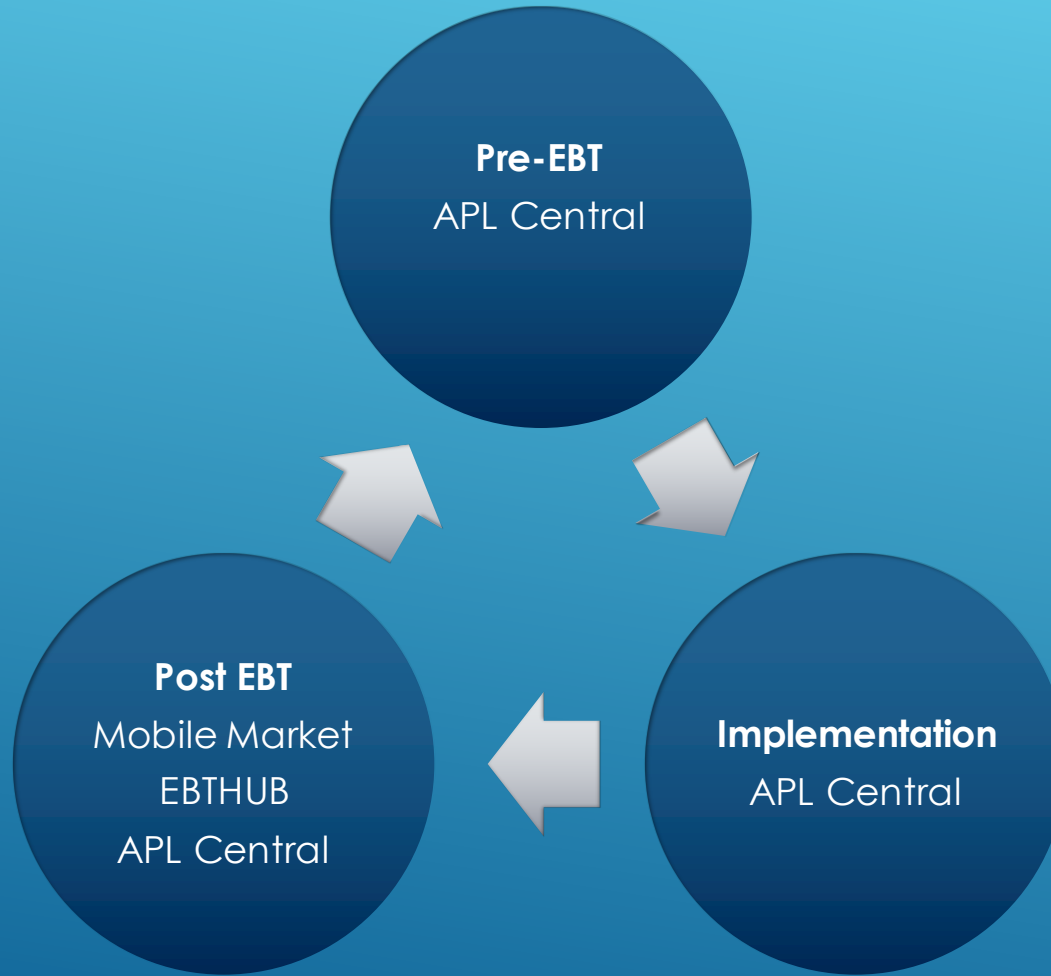 Pre-EBT
APL Central
Post EBT
Mobile Market
EBTHUB
APL Central
Implementation
APL Central